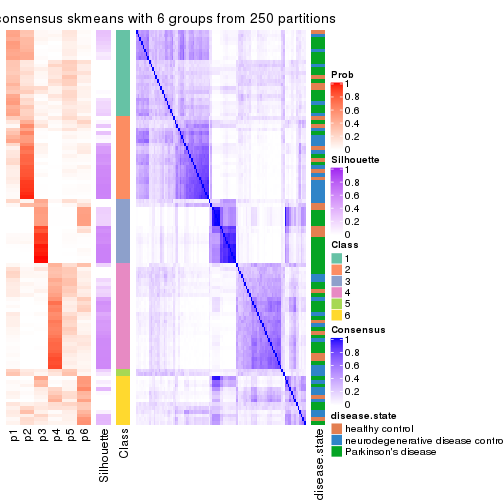 consensus skmeans with 6 groups from 250 partitions
Prob
1
0.8
0.6
0.4
0.2
0
Silhouette
1
0.8
0.6
0.4
0.2
0
Class
1
2
3
4
5
6
Consensus
1
0.8
0.6
0.4
0.2
0
disease.state
healthy control
neurodegenerative disease contro
Parkinson's disease
p1
p2
p3
p4
p5
p6
Silhouette
Class
disease.state